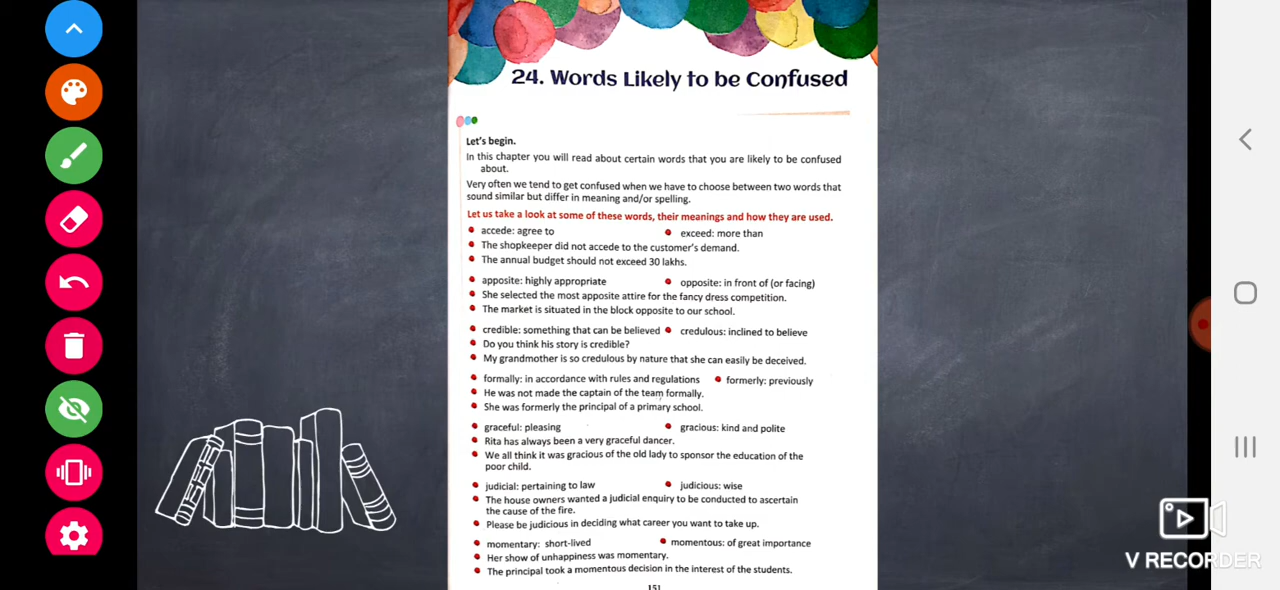 24. Words Likely to be Confused
Let's begin.
In this chapter you will read about certain words that you are likely to be confused
about.
Very often we tend to get confused when we have to choose between two words that
sound similar but differ in meaning and/or spelling.
Let us take a look at some of these words, their meanings and how they are used.
accede: agree to exceed: more than
The shopkeeper did not accede to the customer's demand.
The annual budget should not exceed 30 lakhs.
apposite: highly appropriate opposite: in front of (or facing)
She selected the most apposite attire for the fancy dress competition.
The market is situated in the block opposite to our school.
credible: something that can be believed credulous: inclined to believe
Do you think his story is credible?
My grandmother is so credulous by nature that she can easily be deceived.
formally: in accordance with rules and regulations formerly: previously
He was not made the captain of the team formally.
She was formerly the principal of a primary school.
graceful: pleasing gracious: kind and polite
Rita has always been a very graceful dancer.
We all think it was gracious of the old lady to sponsor the education of the
poor child.
judicial: pertaining to law judicious: wise
The house owners wanted a judicial enquiry to be conducted to ascertain
the cause of the fire.
Please be judicious in deciding what career you want to take up.
momentary: short-lived momentous: of great importance
Her show of unhappiness was momentary.
The principal took a momentous decision in the interest of the students.
151
V RECORDER